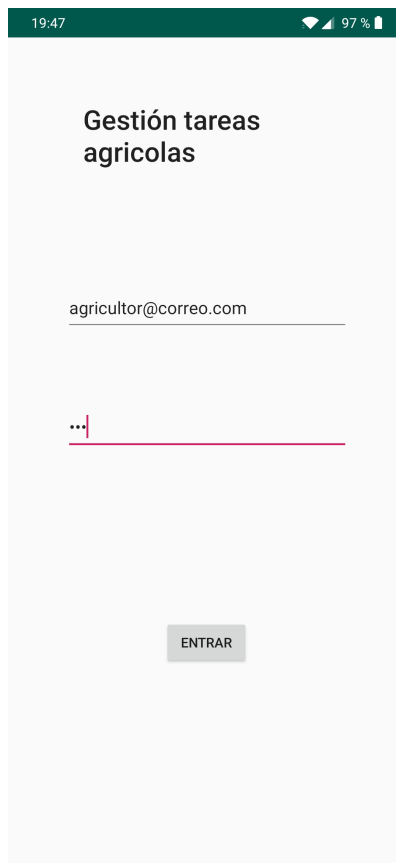 19:47 97 %
Gestión tareas
agricolas
agricultor@correo.com
•••
ENTRAR